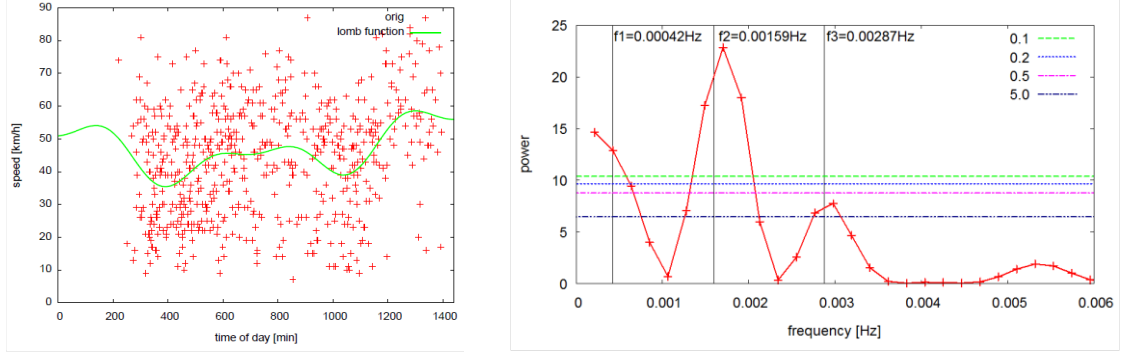 90
80
70
60
50
40
30
20
10
0
speed [km/h]
0 200 400 600 800 1000 1200 1400
time of day [min]
orig
lomb function
25
20
15
10
5
0
power
f1=0.00042Hz f2=0.00159Hz f3=0.00287Hz
0.1
0.2
0.5
5.0
0 0.001 0.002 0.003 0.004 0.005 0.006
frequency [Hz]